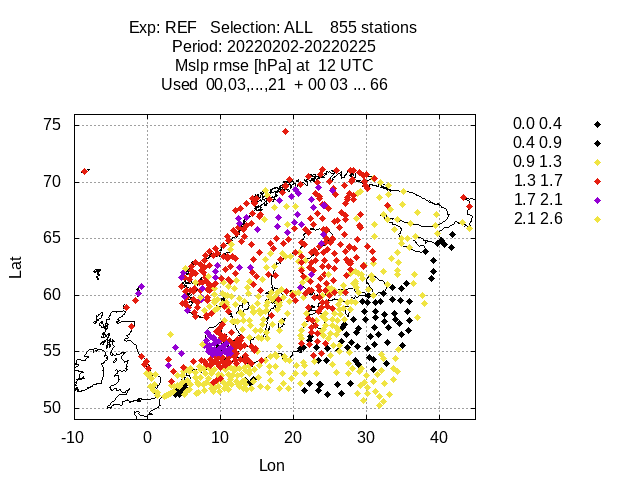 Exp: REF   Selection: ALL    855 stations
Period: 20220202-20220225
Mslp rmse [hPa] at  12 UTC
Used  00,03,...,21  + 00 03 ... 66
75
70
65
60
55
50
-10 0 10 20 30 40
Lat
Lon
0.0 0.4
0.4 0.9
0.9 1.3
1.3 1.7
1.7 2.1
2.1 2.6